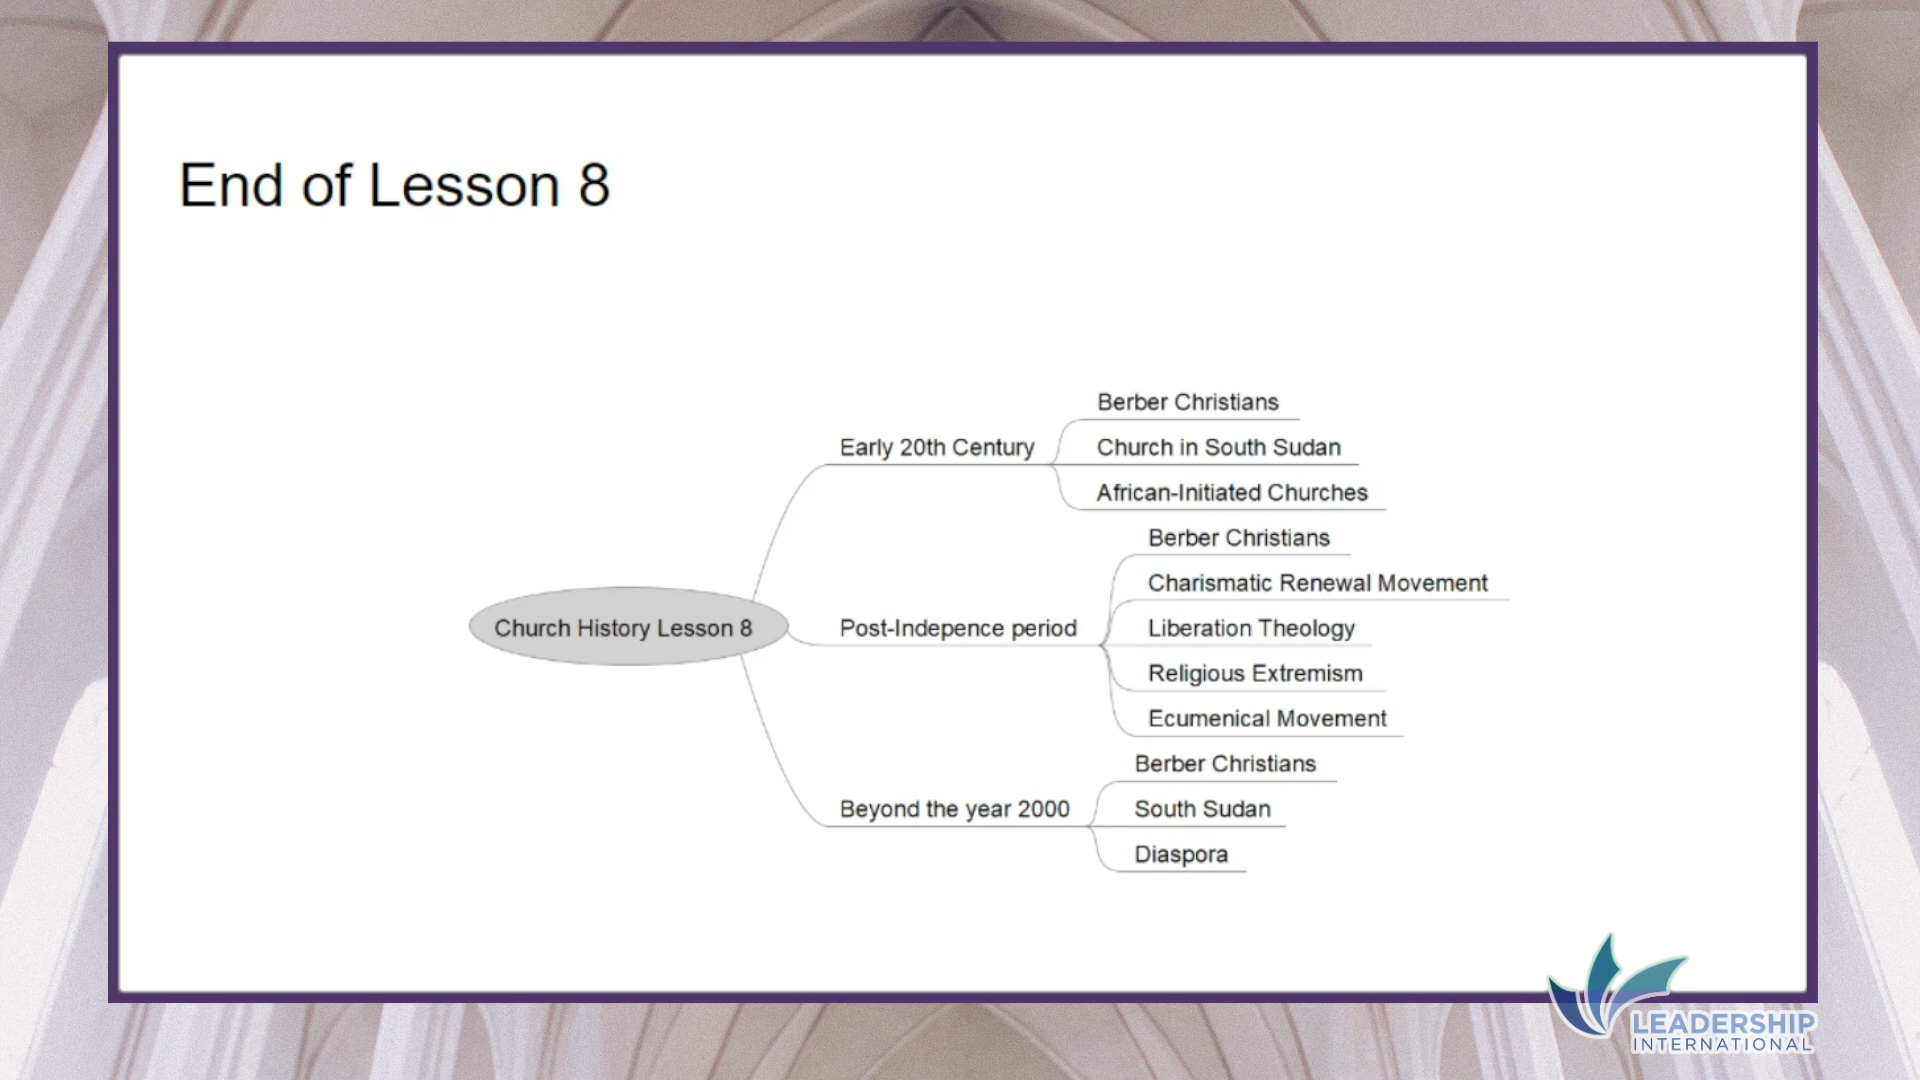 End of Lesson 8
Church History Lesson 8
Early 20th Century
Berber Christians
Church in South Sudan
African-Initiated Churches
Post-Indepence period
Berber Christians
Charismatic Renewal Movement
Liberation Theology
Religious Extremism
Ecumenical Movement
Beyond the year 2000
Berber Christians
South Sudan
Diaspora
LEADERSHIP
INTERNATIONAL